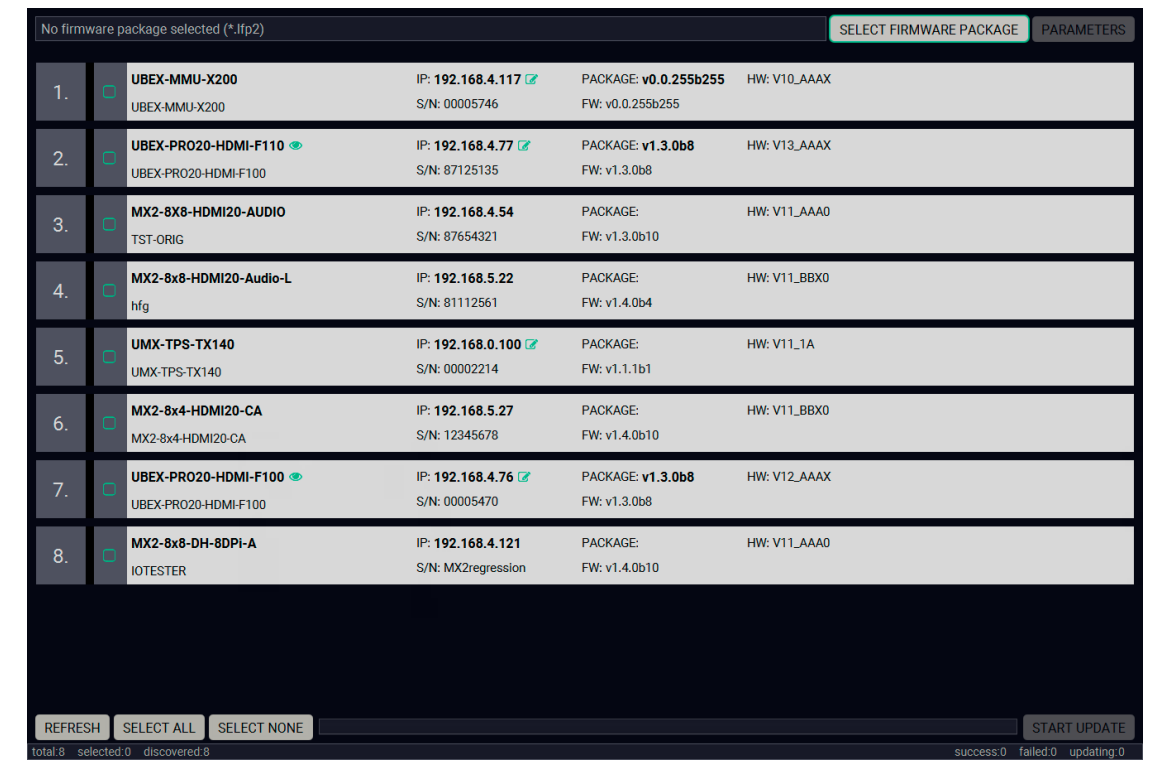 No firmware package selected (*.lfp2) SELECT FIRMWARE PACKAGE PARAMETERS
1. UBEX-MMU-X200 IP: 192.168.4.117 PACKAGE: v0.0.255b255 HW: V10_AAAX
UBEX-MMU-X200 S/N: 00005746 FW: v0.0.255b255
2. UBEX-PRO20-HDMI-F110 IP: 192.168.4.77 PACKAGE: v1.3.0b8 HW: V13_AAAX
UBEX-PRO20-HDMI-F100 S/N: 87125135 FW: v1.3.0b8
3. MX2-8X8-HDMI20-AUDIO IP: 192.168.4.54 PACKAGE: HW: V11_AAA0
TST-ORIG S/N: 87654321 FW: v1.3.0b10
4. MX2-8x8-HDMI20-Audio-L IP: 192.168.5.22 PACKAGE: HW: V11_BBX0
hfg S/N: 81112561 FW: v1.4.0b4
5. UMX-TPS-TX140 IP: 192.168.0.100 PACKAGE: HW: V11_1A
UMX-TPS-TX140 S/N: 00002214 FW: v1.1.1b1
6. MX2-8x4-HDMI20-CA IP: 192.168.5.27 PACKAGE: HW: V11_BBX0
MX2-8x4-HDMI20-CA S/N: 12345678 FW: v1.4.0b10
7. UBEX-PRO20-HDMI-F100 IP: 192.168.4.76 PACKAGE: v1.3.0b8 HW: V12_AAAX
UBEX-PRO20-HDMI-F100 S/N: 00005470 FW: v1.3.0b8
8. MX2-8x8-DH-8DPi-A IP: 192.168.4.121 PACKAGE: HW: V11_AAA0
IOTESTER S/N: MX2regression FW: v1.4.0b10
REFRESH SELECT ALL SELECT NONE START UPDATE
total:8 selected:0 discovered:8 success:0 failed:0 updating:0